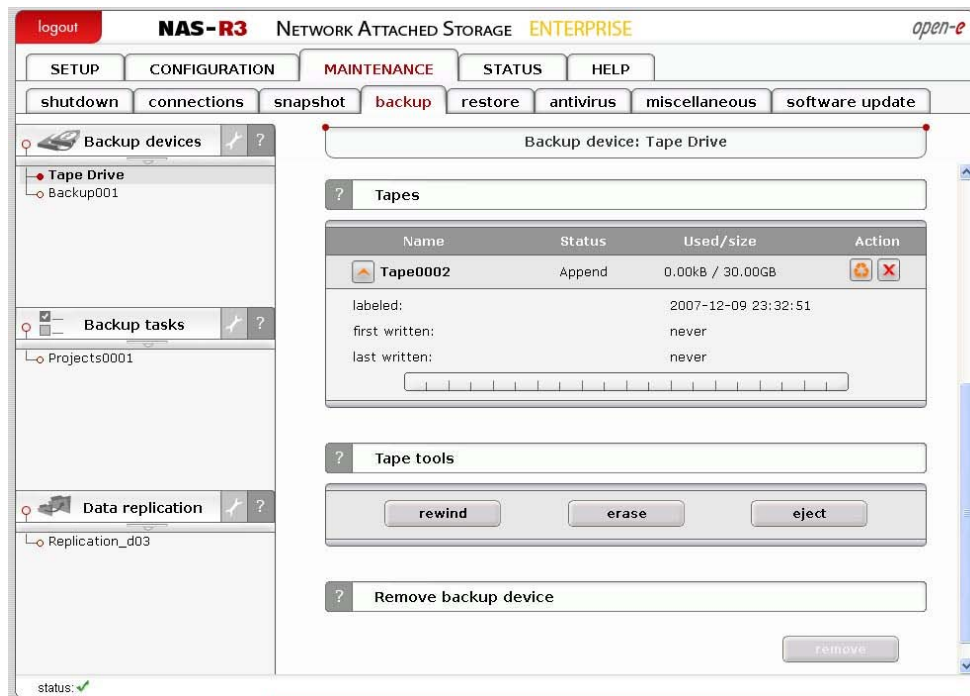 logout
NAS-R3 NETWORK ATTACHED STORAGE ENTERPRISE
open-e
SETUP CONFIGURATION MAINTENANCE STATUS HELP
shutdown connections snapshot backup restore antivirus miscellaneous software update
Backup devices ?
Tape Drive
Backup001
Backup tasks ?
Projects0001
Data replication ?
Replication_d03
Backup device: Tape Drive
? Tapes
Name Status Used/size Action
Tape0002 Append 0.00kB / 30.00GB
labeled: 2007-12-09 23:32:51
first written: never
last written: never
? Tape tools
rewind erase eject
? Remove backup device
remove
status: